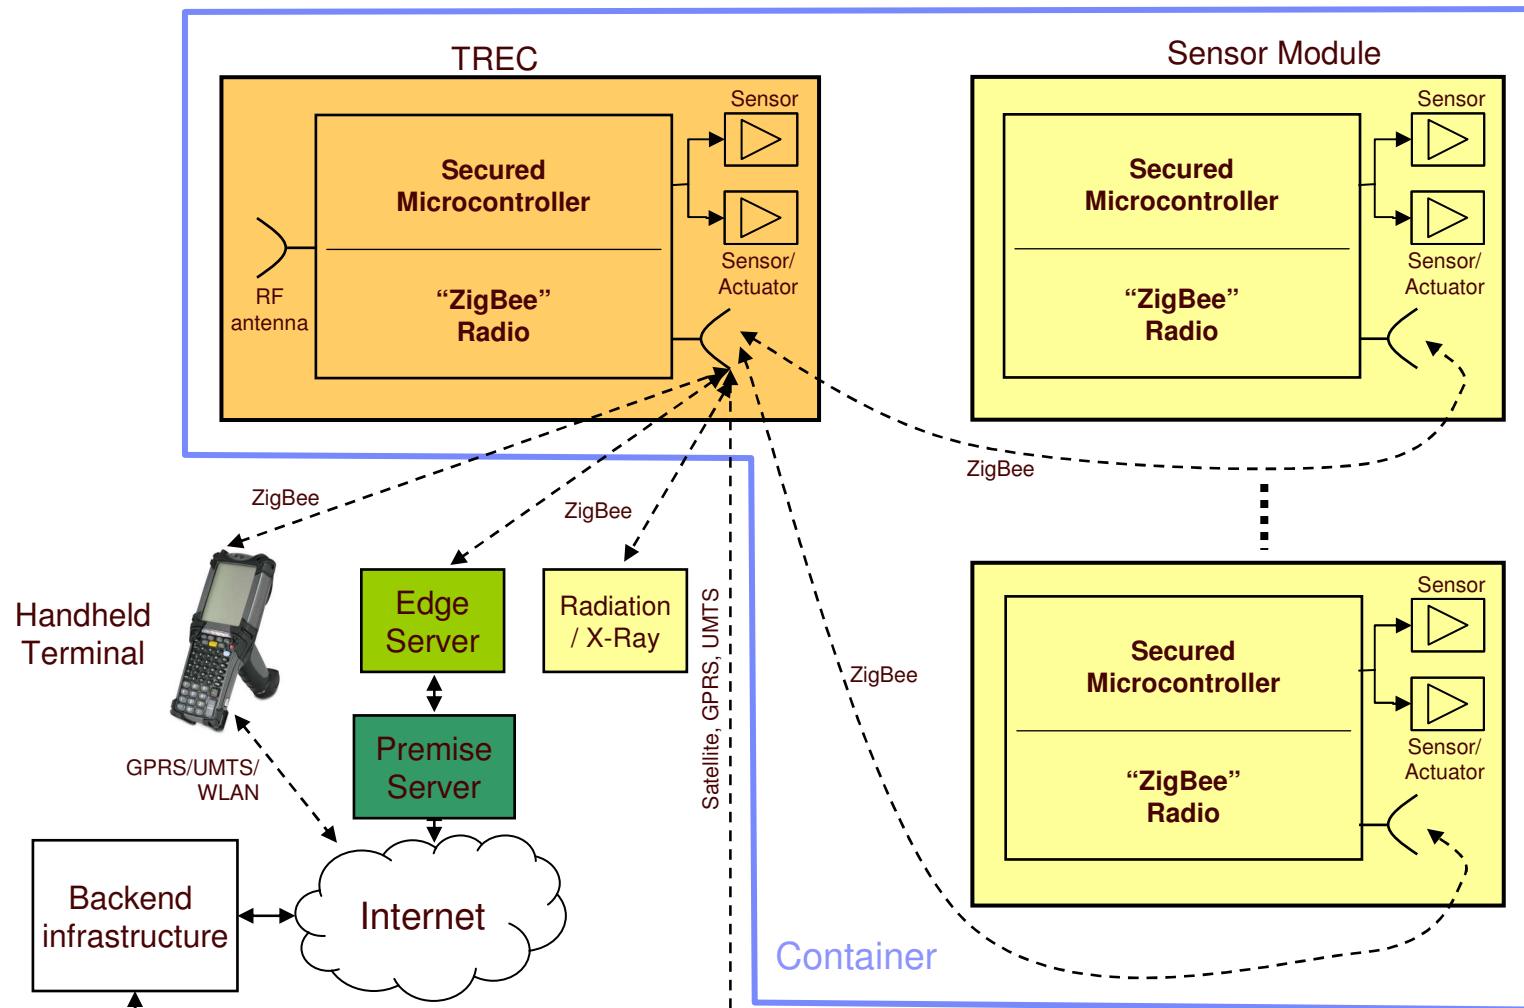 TREC
Sensor Module
Sensor
Secured
Microcontroller
Sensor/
Actuator
RF
antenna
“ZigBee”
Radio
Sensor
Secured
Microcontroller
Sensor/
Actuator
“ZigBee”
Radio
ZigBee
ZigBee
ZigBee
Handheld
Terminal
Edge
Server
Radiation
/ X-Ray
Satellite, GPRS, UMTS
ZigBee
Sensor
Secured
Microcontroller
Sensor/
Actuator
“ZigBee”
Radio
GPRS/UMTS/
WLAN
Premise
Server
Backend
infrastructure
Internet
Container